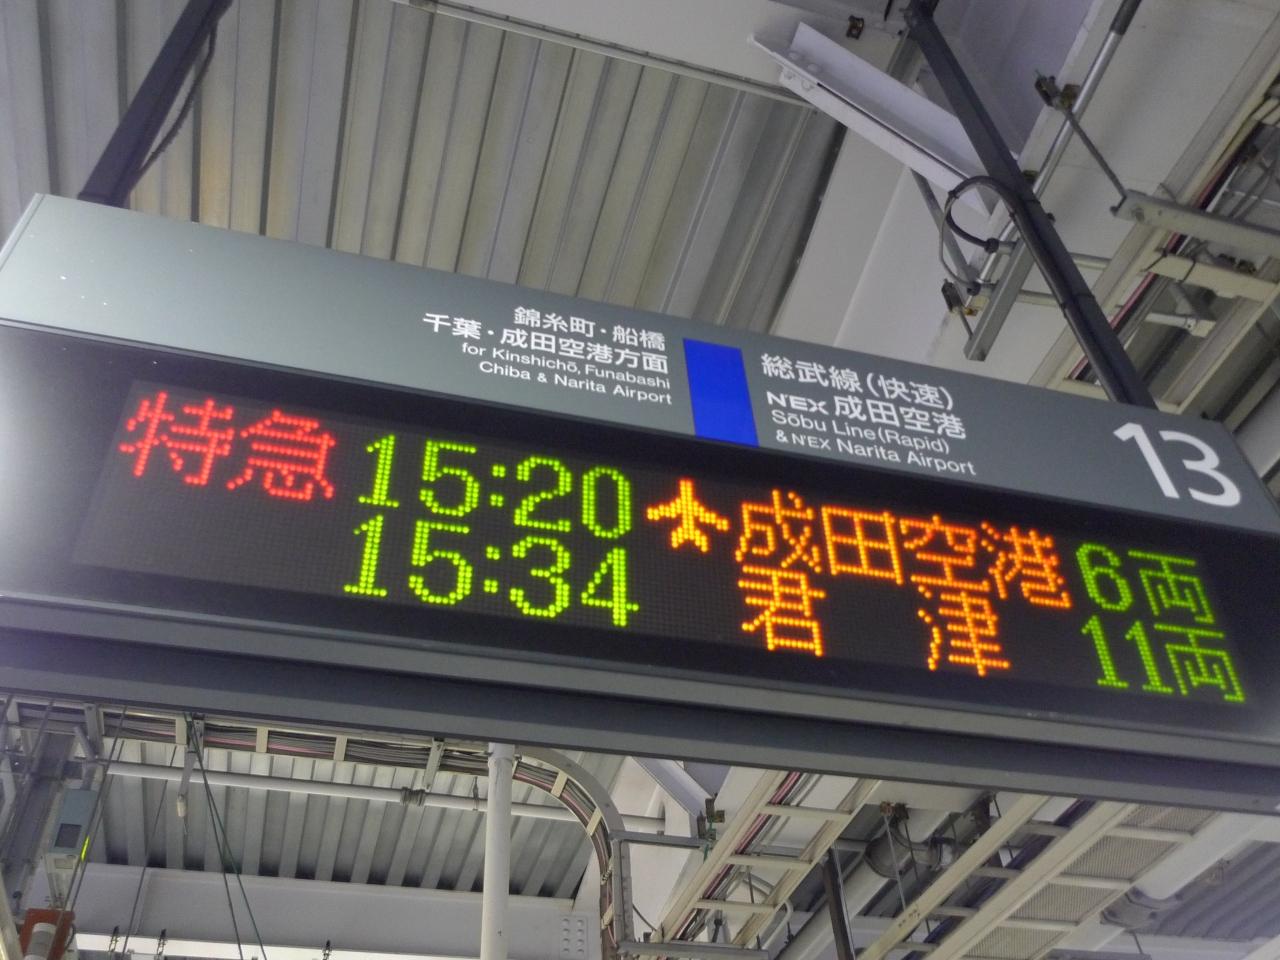 錦糸町・船橋
千葉・成田空港方面
for Kinshichō, Funabashi
Chiba & Narita Airport
総武線(快速)
NEX 成田空港
Sōbu Line(Rapid)
& N'EX Narita Airport
13
特急 15:20 成田空港 6両
15:34 君津 11両